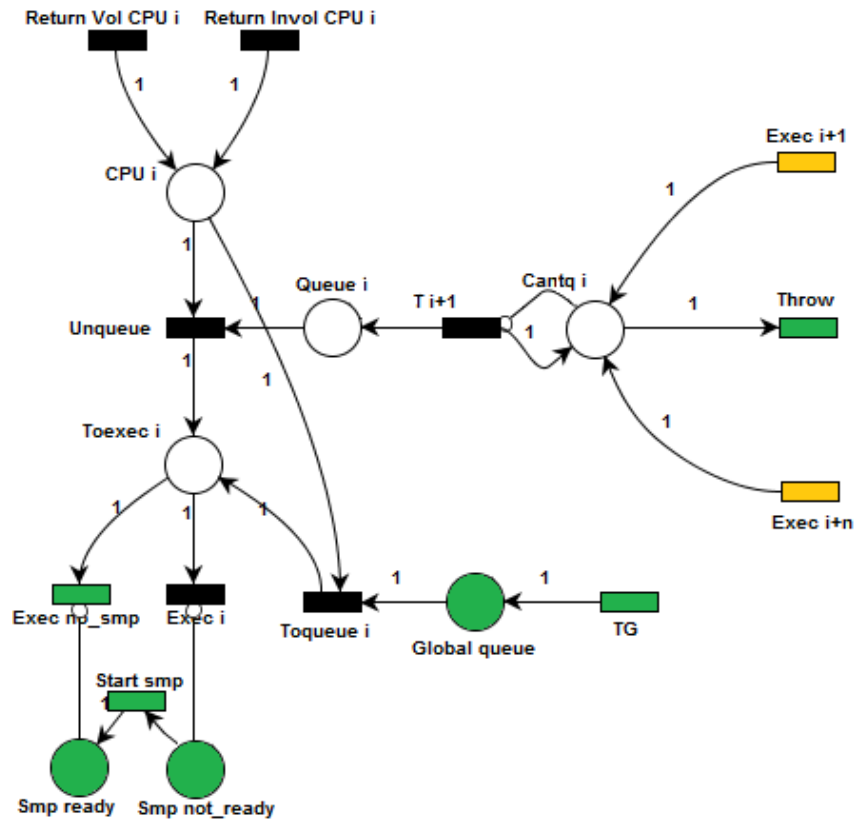 Return Vol CPU i
Return Invol CPU i
1
1
Exec i+1
CPU i
1
1
Queue i
T i+1
Cantq i
1
Throw
Unqueue
1
1
1
1
1
Toexec i
Exec i+n
1
1
1
1
1
Exec no_smp
Exec i
Toqueue i
Global queue
TG
Start smp
1
Smp ready
Smp not_ready